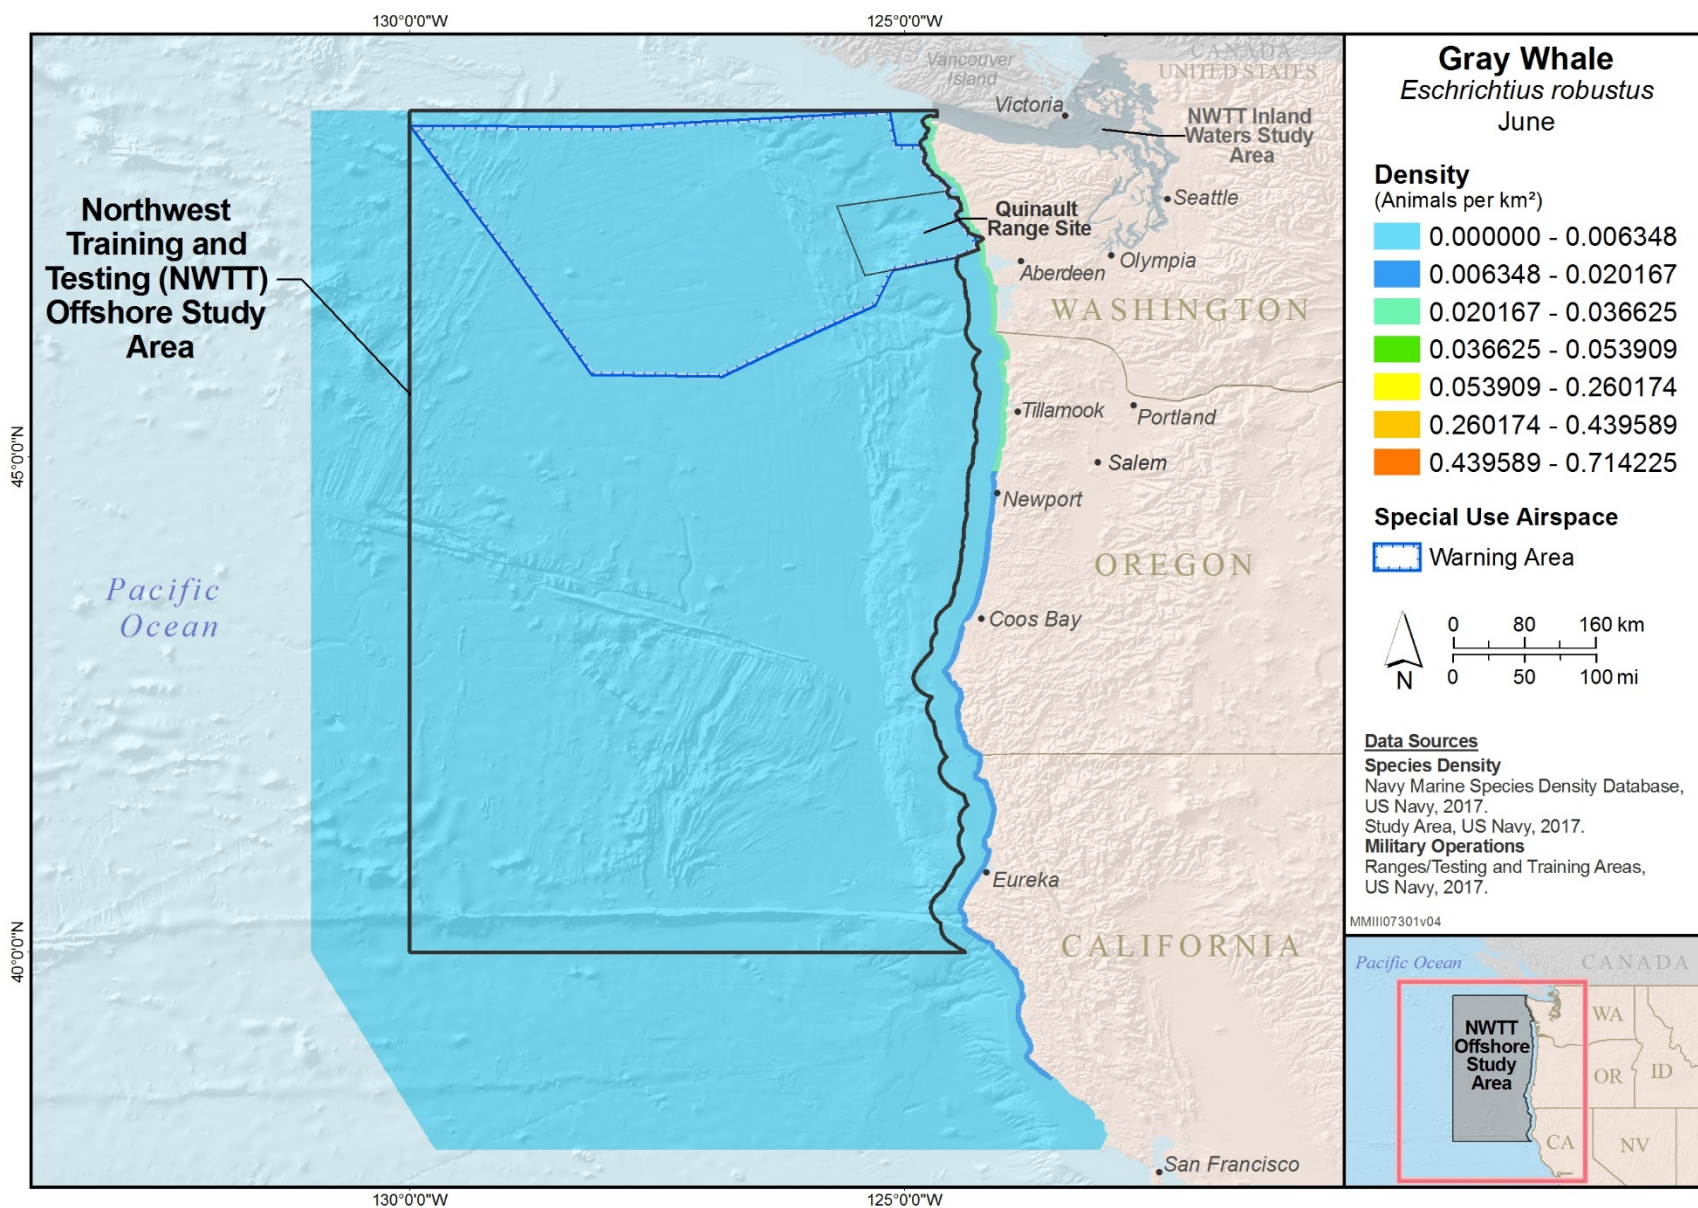 130°0'0"W
125°0'0"W
CANADA
UNITED STATES
Vancouver
Island
Victoria
NWTT Inland
Waters Study
Area
Seattle
Northwest
Training and
Testing (NWTT)
Offshore Study
Area
Quinault
Range Site
Aberdeen
Olympia
WASHINGTON
Tillamook
Portland
45°0'0"N
Salem
Newport
OREGON
Pacific
Ocean
Coos Bay
Eureka
CALIFORNIA
40°0'0"N
San Francisco
130°0'0"W
125°0'0"W
Gray Whale
Eschrichtius robustus
June
Density
(Animals per km²)
0.000000 - 0.006348
0.006348 - 0.020167
0.020167 - 0.036625
0.036625 - 0.053909
0.053909 - 0.260174
0.260174 - 0.439589
0.439589 - 0.714225
Special Use Airspace
Warning Area
N
0 80 160 km
0 50 100 mi
Data Sources
Species Density
Navy Marine Species Density Database,
US Navy, 2017.
Study Area, US Navy, 2017.
Military Operations
Ranges/Testing and Training Areas,
US Navy, 2017.
MMIII07301v04
Pacific Ocean
CANADA
NWTT
Offshore
Study
Area
WA
OR
ID
CA
NV